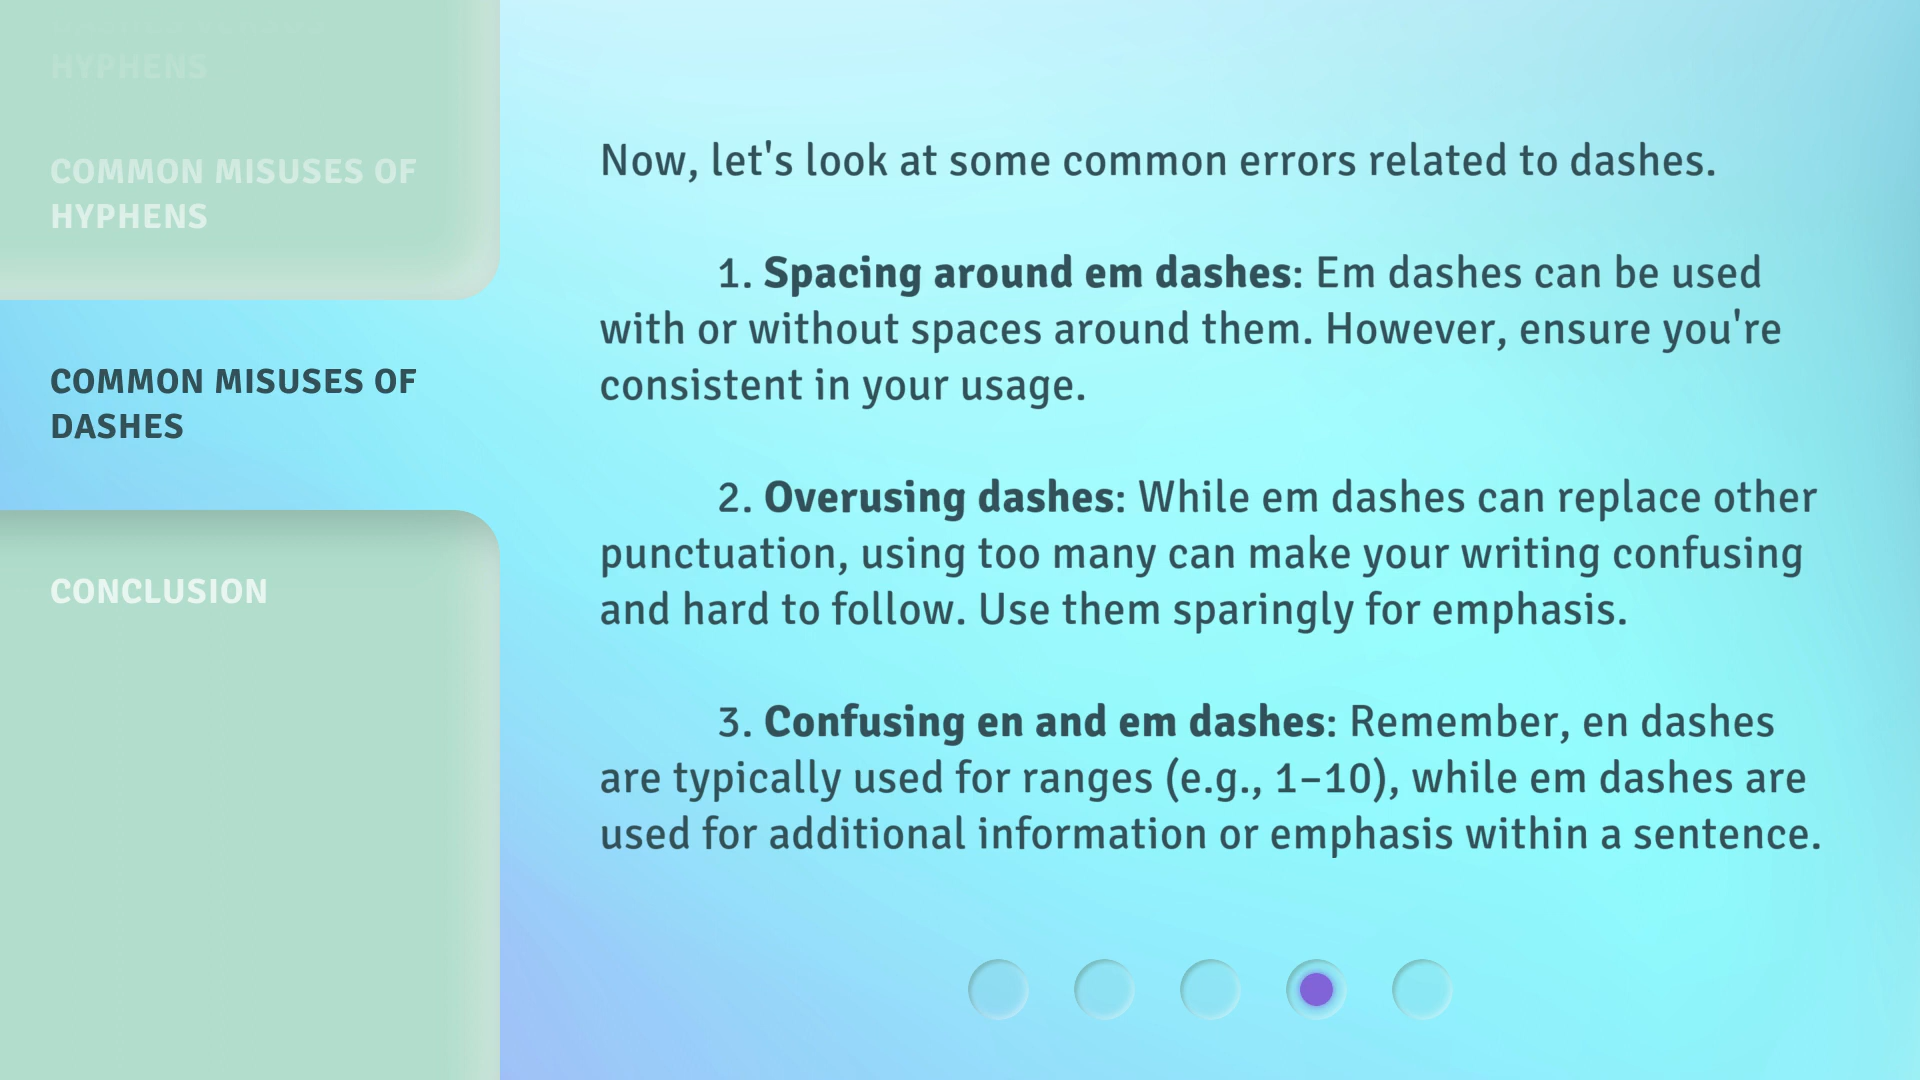 HYPHENS
COMMON MISUSES OF
HYPHENS
COMMON MISUSES OF
DASHES
CONCLUSION
Now, let's look at some common errors related to dashes.
1. Spacing around em dashes: Em dashes can be used
with or without spaces around them. However, ensure you're
consistent in your usage.
2. Overusing dashes: While em dashes can replace other
punctuation, using too many can make your writing confusing
and hard to follow. Use them sparingly for emphasis.
3. Confusing en and em dashes: Remember, en dashes
are typically used for ranges (e.g., 1–10), while em dashes are
used for additional information or emphasis within a sentence.